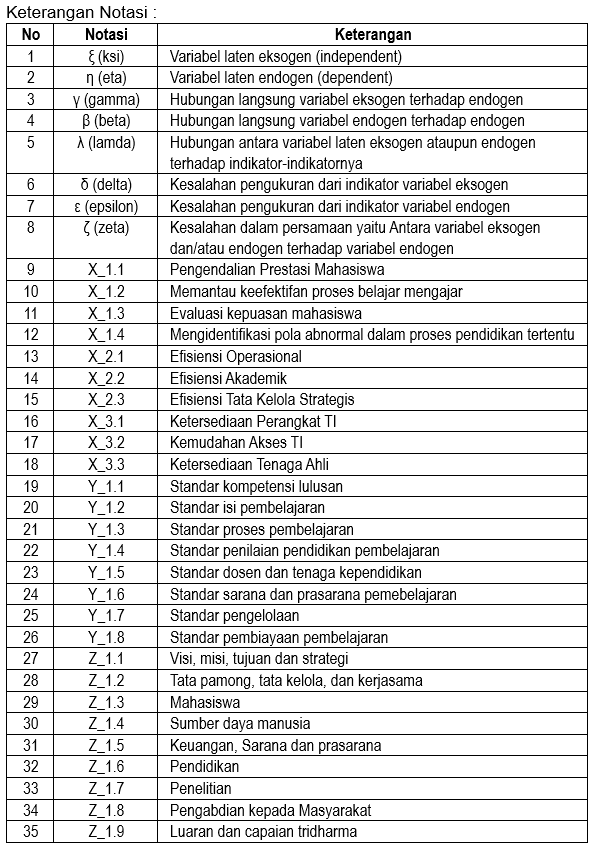 Keterangan Notasi :
No Notasi Keterangan
1 ξ (ksi) Variabel laten eksogen (independent)
2 η (eta) Variabel laten endogen (dependent)
3 γ (gamma) Hubungan langsung variabel eksogen terhadap endogen
4 β (beta) Hubungan langsung variabel endogen terhadap endogen
5 λ (lamda) Hubungan antara variabel laten eksogen ataupun endogen
terhadap indikator-indikatornya
6 δ (delta) Kesalahan pengukuran dari indikator variabel eksogen
7 ε (epsilon) Kesalahan pengukuran dari indikator variabel endogen
8 ζ (zeta) Kesalahan dalam persamaan yaitu Antara variabel eksogen
dan/atau endogen terhadap variabel endogen
9 X_1.1 Pengendalian Prestasi Mahasiswa
10 X_1.2 Memantau keefektifan proses belajar mengajar
11 X_1.3 Evaluasi kepuasan mahasiswa
12 X_1.4 Mengidentifikasi pola abnormal dalam proses pendidikan tertentu
13 X_2.1 Efisiensi Operasional
14 X_2.2 Efisiensi Akademik
15 X_2.3 Efisiensi Tata Kelola Strategis
16 X_3.1 Ketersediaan Perangkat TI
17 X_3.2 Kemudahan Akses TI
18 X_3.3 Ketersediaan Tenaga Ahli
19 Y_1.1 Standar kompetensi lulusan
20 Y_1.2 Standar isi pembelajaran
21 Y_1.3 Standar proses pembelajaran
22 Y_1.4 Standar penilaian pendidikan pembelajaran
23 Y_1.5 Standar dosen dan tenaga kependidikan
24 Y_1.6 Standar sarana dan prasarana pemebelajaran
25 Y_1.7 Standar pengelolaan
26 Y_1.8 Standar pembiayaan pembelajaran
27 Z_1.1 Visi, misi, tujuan dan strategi
28 Z_1.2 Tata pamong, tata kelola, dan kerjasama
29 Z_1.3 Mahasiswa
30 Z_1.4 Sumber daya manusia
31 Z_1.5 Keuangan, Sarana dan prasarana
32 Z_1.6 Pendidikan
33 Z_1.7 Penelitian
34 Z_1.8 Pengabdian kepada Masyarakat
35 Z_1.9 Luaran dan capaian tridharma